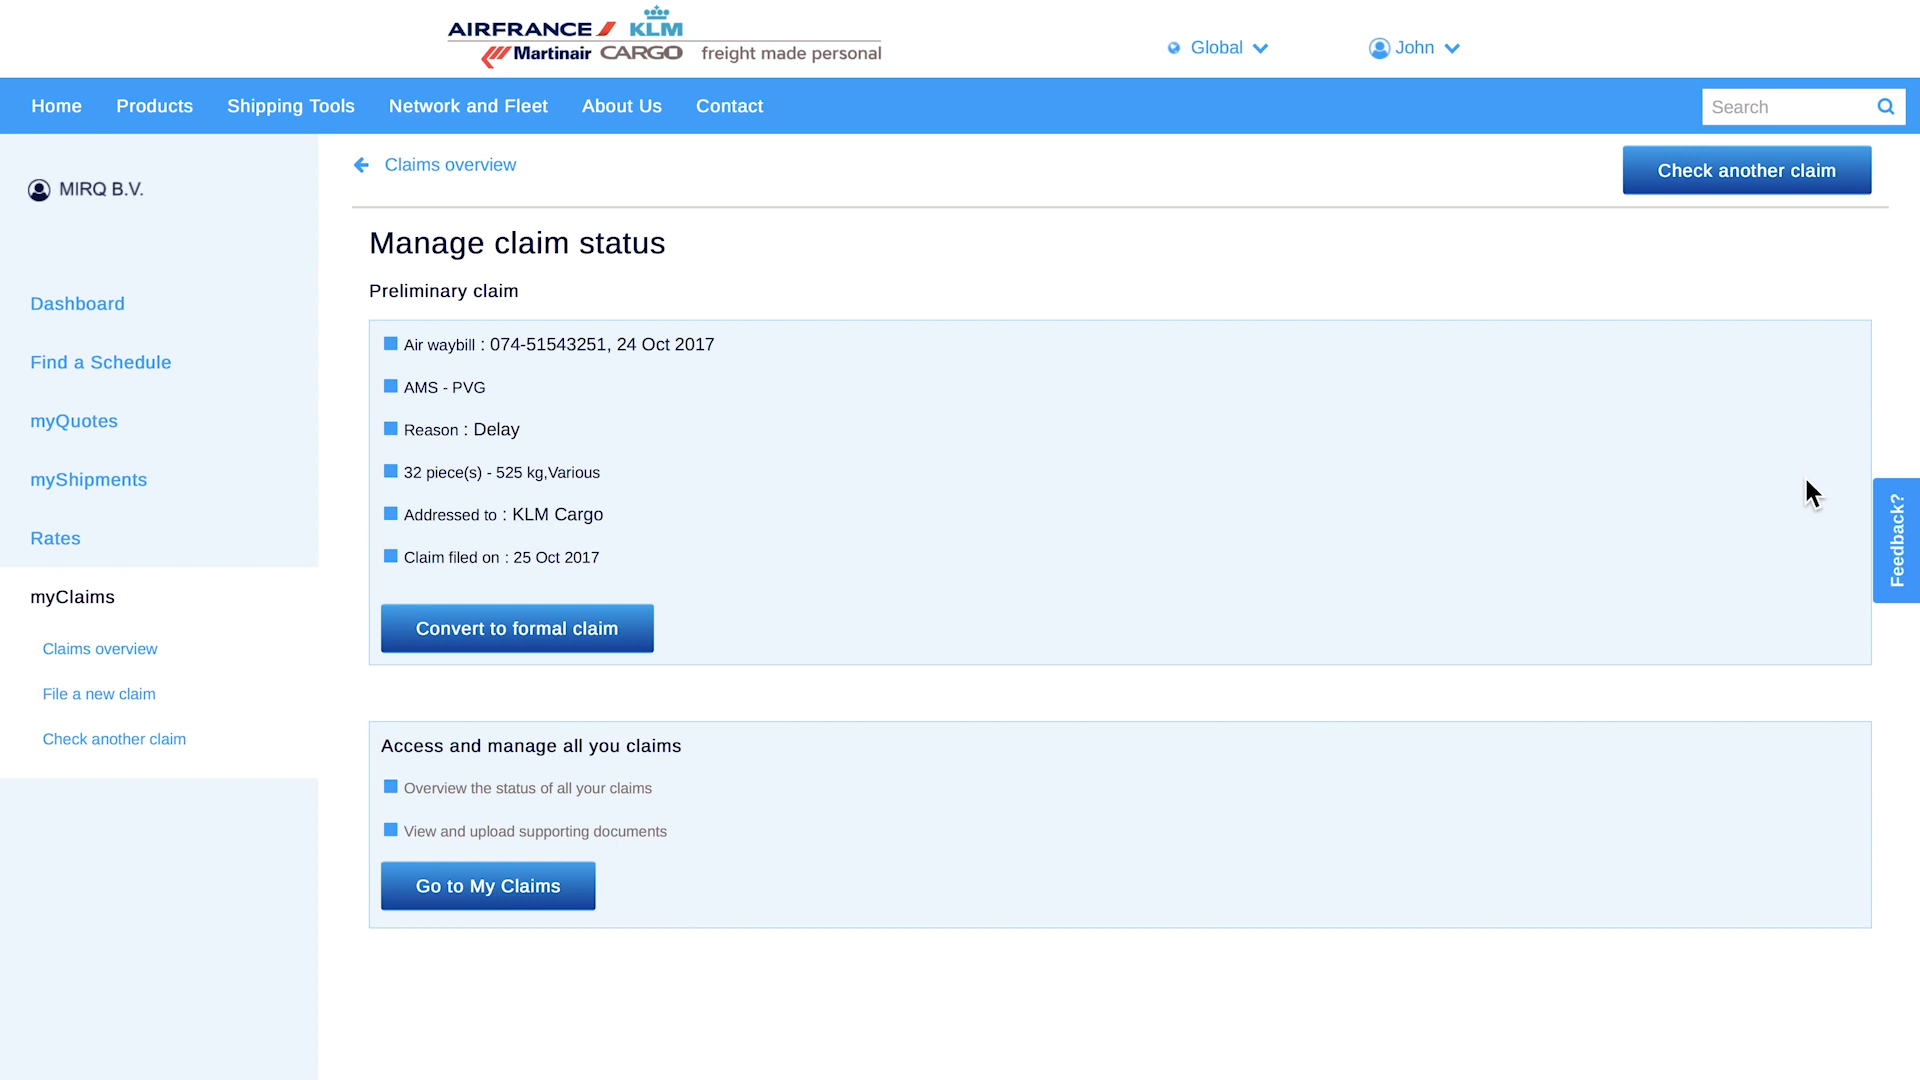 AIRFRANCE KLM
Martinair CARGO freight made personal
Global
John
Home Products Shipping Tools Network and Fleet About Us Contact
Search
MIRQ B.V.
Claims overview
Check another claim
Manage claim status
Preliminary claim
Air waybill : 074-51543251, 24 Oct 2017
AMS - PVG
Reason : Delay
32 piece(s) - 525 kg,Various
Addressed to : KLM Cargo
Claim filed on : 25 Oct 2017
Convert to formal claim
Access and manage all you claims
Overview the status of all your claims
View and upload supporting documents
Go to My Claims
Dashboard
Find a Schedule
myQuotes
myShipments
Rates
myClaims
Claims overview
File a new claim
Check another claim
Feedback?